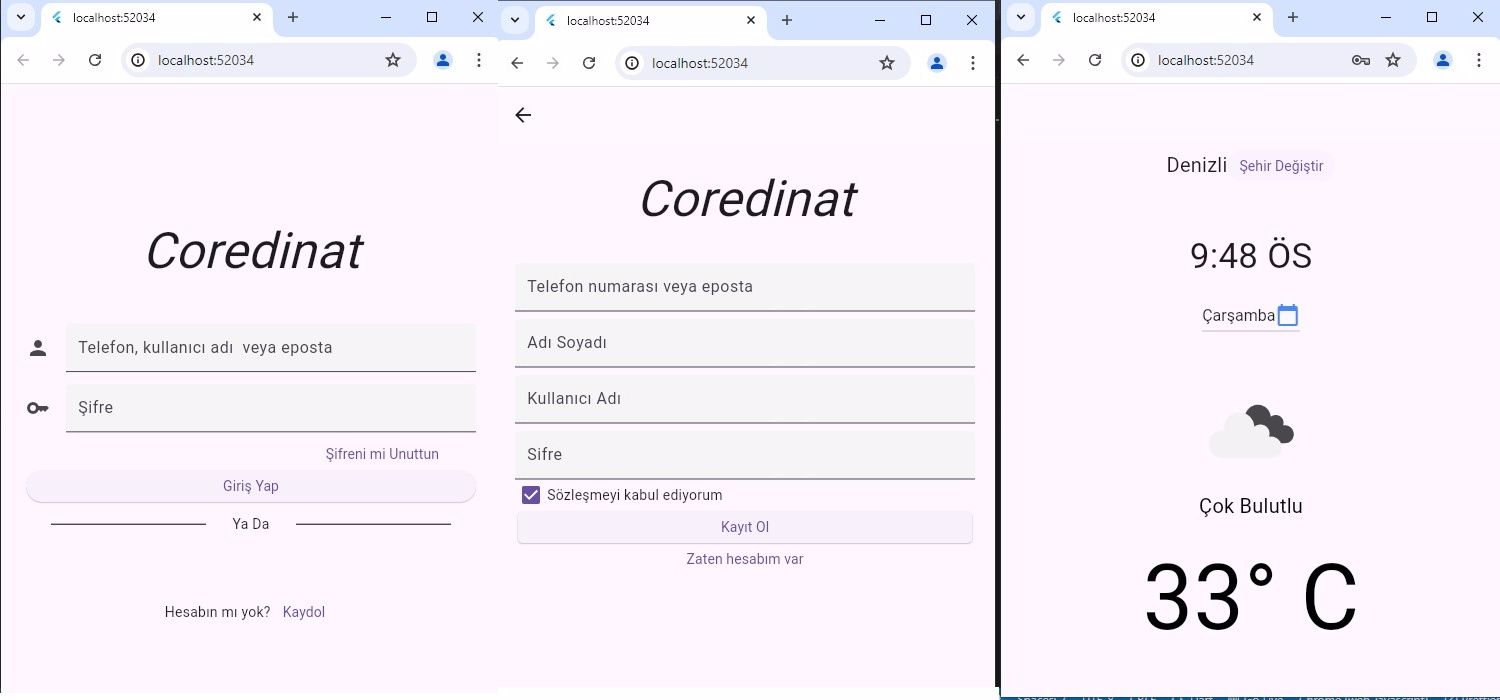 localhost:52034
localhost:52034
Coredinat
Telefon, kullanıcı adı  veya eposta
Şifre
Şifreni mi Unuttun
Giriş Yap
Ya Da
Hesabın mı yok? Kaydol
localhost:52034
localhost:52034
Coredinat
Telefon numarası veya eposta
Adı Soyadı
Kullanıcı Adı
Sifre
Sözleşmeyi kabul ediyorum
Kayıt Ol
Zaten hesabım var
localhost:52034
localhost:52034
Denizli Şehir Değiştir
9:48 ÖS
Çarşamba
Çok Bulutlu
33° C